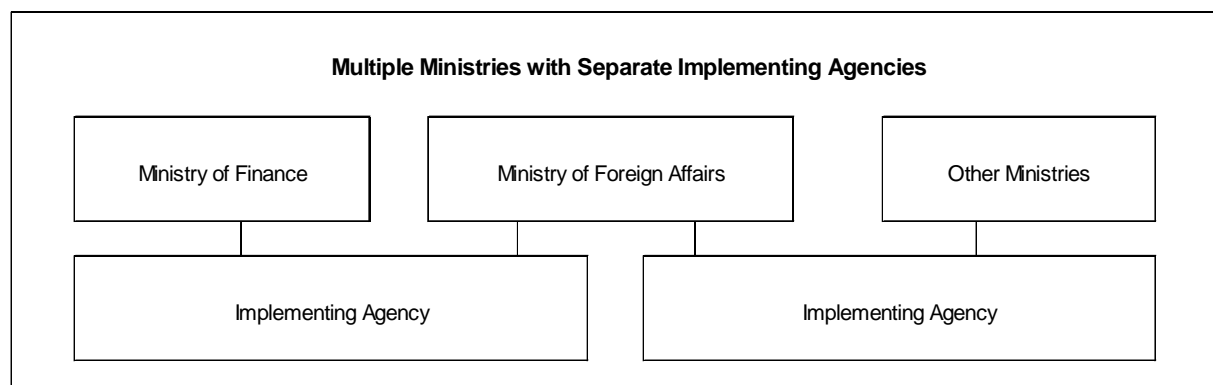 Multiple Ministries with Separate Implementing Agencies
Ministry of Finance
Ministry of Foreign Affairs
Other Ministries
Implementing Agency
Implementing Agency